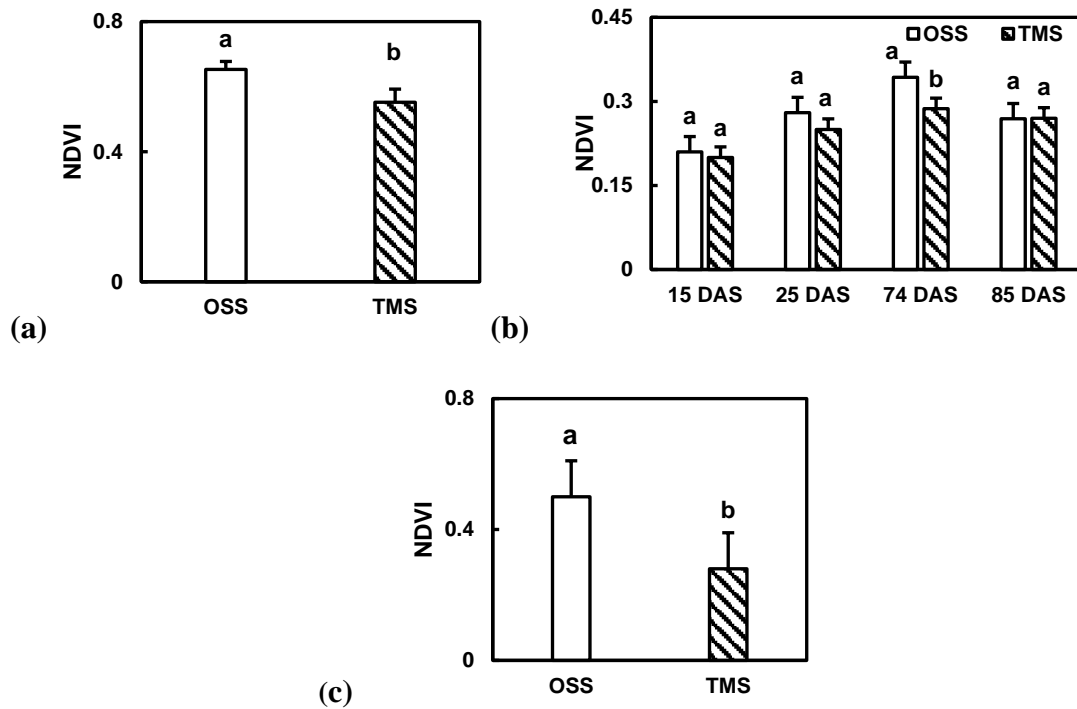 0.8
a
b
NDVI
0.4
0
OSS TMS
(a)
0.45
OSS TMS
a
a a
b
a a
a a
0.3
NDVI
0.15
0
15 DAS 25 DAS 74 DAS 85 DAS
(b)
0.8
a
b
NDVI
0.4
0
OSS TMS
(c)